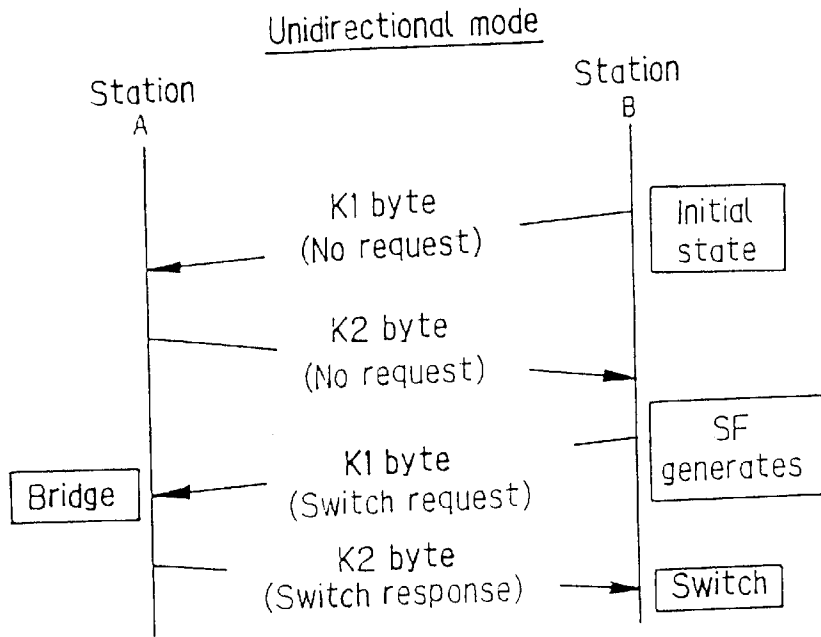 Unidirectional mode
Station
A
Station
B
K1 byte
(No request)
Initial
state
K2 byte
(No request)
SF
generates
K1 byte
(Switch request)
Bridge
K2 byte
(Switch response)
Switch